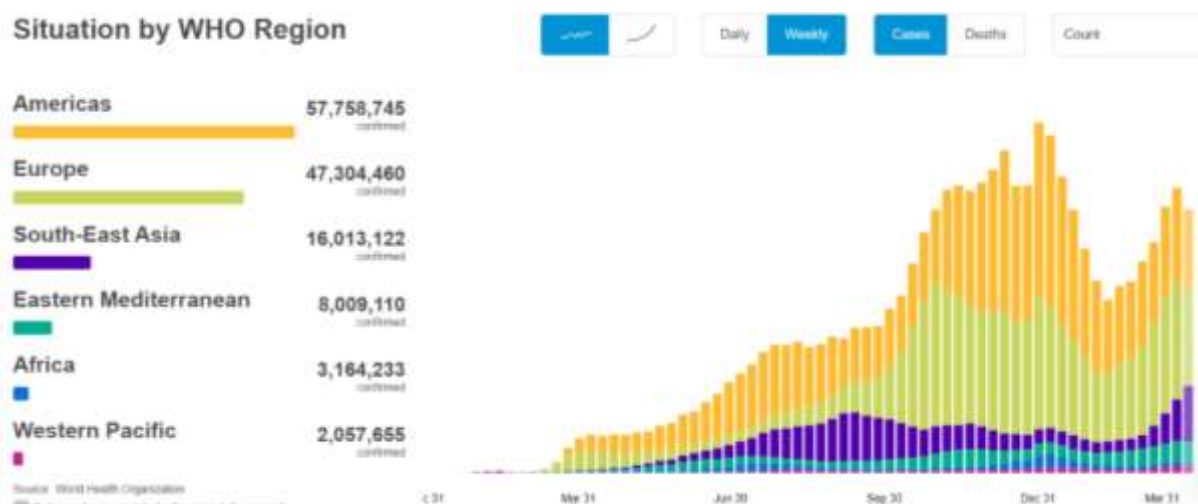 Situation by WHO Region
Daily
Weekly
Cases
Deaths
Count
Americas
57,758,745
confirmed
Europe
47,304,460
confirmed
South-East Asia
16,013,122
confirmed
Eastern Mediterranean
8,009,110
confirmed
Africa
3,164,233
confirmed
Western Pacific
2,057,655
confirmed
Source: World Health Organization
c 31
Mar 31
Jun 30
Sep 30
Dec 31
Mar 31